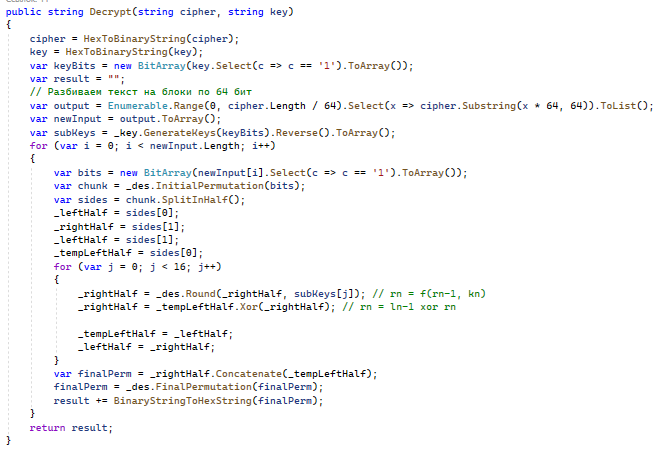 public string Decrypt(string cipher, string key)
{
    cipher = HexToBinaryString(cipher);
    key = HexToBinaryString(key);
    var keyBits = new BitArray(key.Select(c => c == '1').ToArray());
    var result = "";
    // Разбиваем текст на блоки по 64 бит
    var output = Enumerable.Range(0, cipher.Length / 64).Select(x => cipher.Substring(x * 64, 64)).ToList();
    var newInput = output.ToArray();
    var subKeys = _key.GenerateKeys(keyBits).Reverse().ToArray();
    for (var i = 0; i < newInput.Length; i++)
    {
        var bits = new BitArray(newInput[i].Select(c => c == '1').ToArray());
        var chunk = _des.InitialPermutation(bits);
        var sides = chunk.SplitInHalf();
        _leftHalf = sides[0];
        _rightHalf = sides[1];
        _leftHalf = sides[1];
        _tempLeftHalf = sides[0];
        for (var j = 0; j < 16; j++)
        {
            _rightHalf = _des.Round(_rightHalf, subKeys[j]); // rn = f(rn-1, kn)
            _rightHalf = _tempLeftHalf.Xor(_rightHalf); // rn = ln-1 xor rn

            _tempLeftHalf = _leftHalf;
            _leftHalf = _rightHalf;
        }
        var finalPerm = _rightHalf.Concatenate(_tempLeftHalf);
        finalPerm = _des.FinalPermutation(finalPerm);
        result += BinaryStringToHexString(finalPerm);
    }
    return result;
}